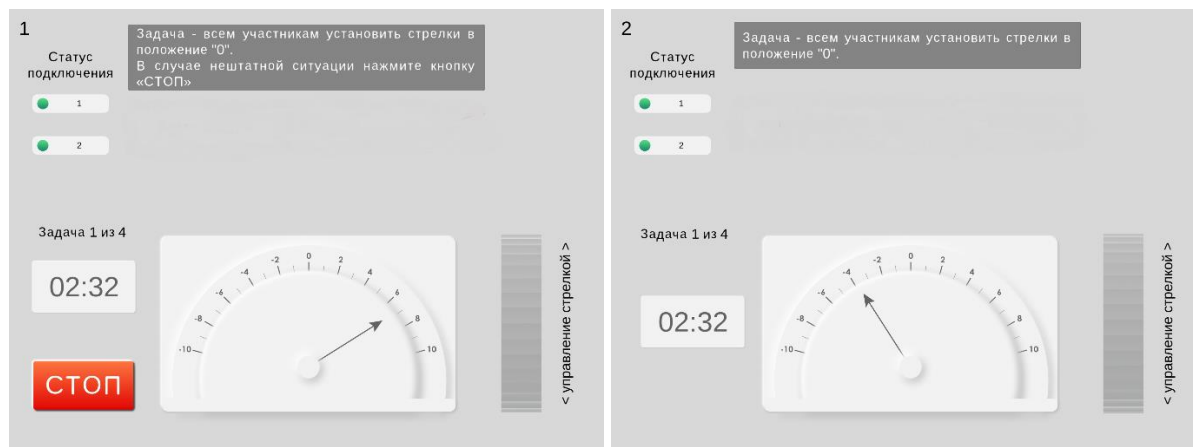 1
Задача - всем участникам установить стрелки в
положение "0".
В случае нештатной ситуации нажмите кнопку
«СТОП»
Статус
подключения
1
2
Задача 1 из 4
02:32
СТОП
-10
-8
-6
-4
-2
0
2
4
6
8
10
< управление стрелкой >
2
Задача - всем участникам установить стрелки в
положение "0".
Статус
подключения
1
2
Задача 1 из 4
02:32
-10
-8
-6
-4
-2
0
2
4
6
8
10
< управление стрелкой >